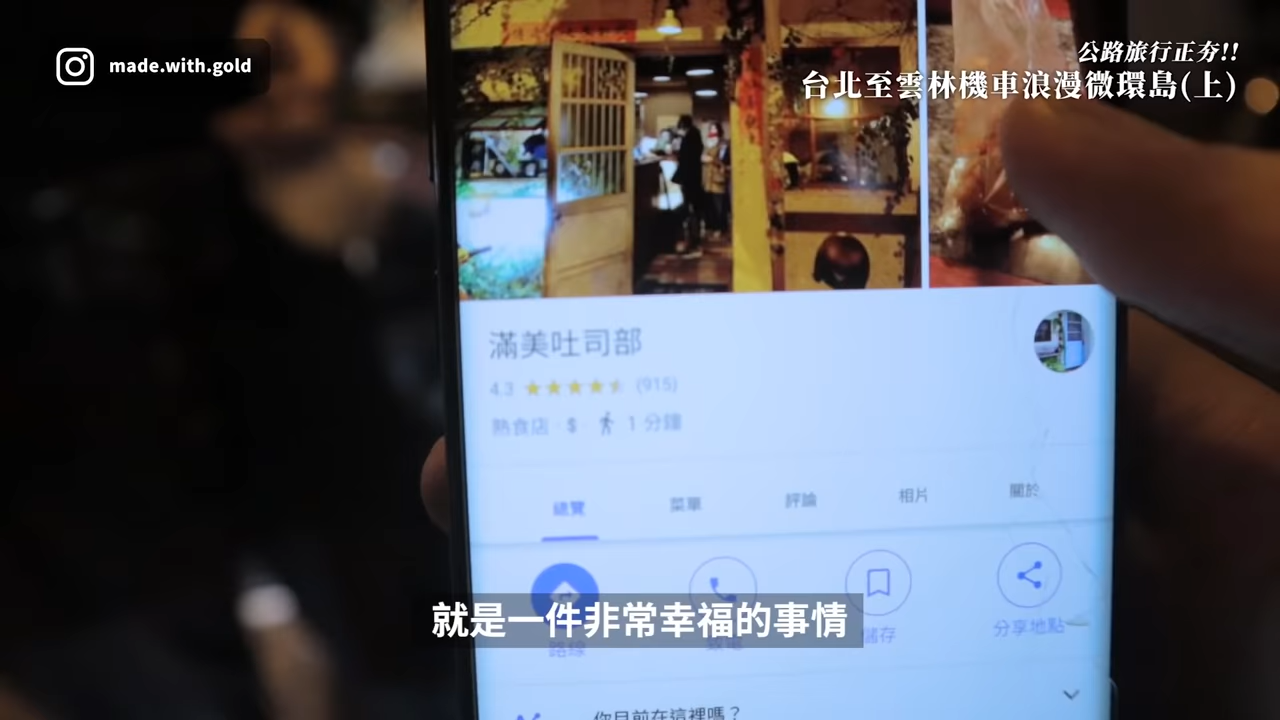 made.with.gold
公路旅行正夯!!
台北至雲林機車浪漫微環島(上)
滿美吐司部
4.3 (915)
熟食店 · $ · 1 分鐘
總覽 菜單 評論 相片 關於
路線 儲存 分享地點
就是一件非常幸福的事情
你目前在這裡嗎？